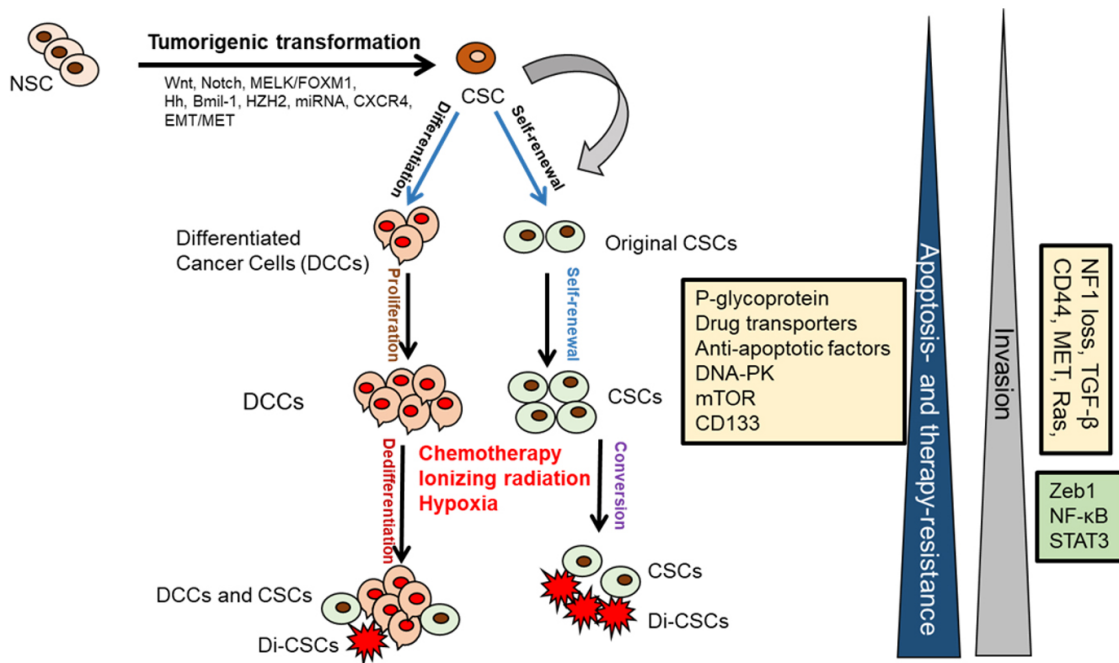 NSC
Tumorigenic transformation
Wnt, Notch, MELK/FOXM1,
Hh, Bmil-1, HZH2, miRNA, CXCR4,
EMT/MET
CSC
Differentiation
Self-renewal
Differentiated
Cancer Cells (DCCs)
Original CSCs
Proliferation
Self-renewal
DCCs
CSCs
Dedifferentiation
Chemotherapy
Ionizing radiation
Hypoxia
Conversion
DCCs and CSCs
Di-CSCs
CSCs
Di-CSCs
P-glycoprotein
Drug transporters
Anti-apoptotic factors
DNA-PK
mTOR
CD133
Apoptosis- and therapy-resistance
Invasion
NF1 loss, TGF-β
CD44, MET, Ras,
Zeb1
NF-κB
STAT3